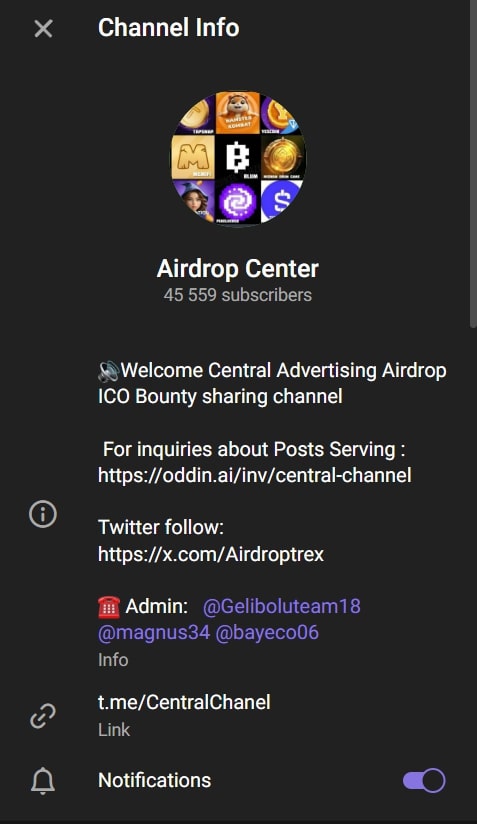 Channel Info
TAPSWAP
HAMSTER
KOMBAT
YESCOIN
MEMEFI
BLUM
PIXELVERSE
Airdrop Center
45 559 subscribers
🔊Welcome Central Advertising Airdrop
ICO Bounty sharing channel
For inquiries about Posts Serving :
https://oddin.ai/inv/central-channel
Twitter follow:
https://x.com/Airdroptrex
☎️ Admin: @Geliboluteam18
@magnus34 @bayeco06
Info
t.me/CentralChanel
Link
Notifications